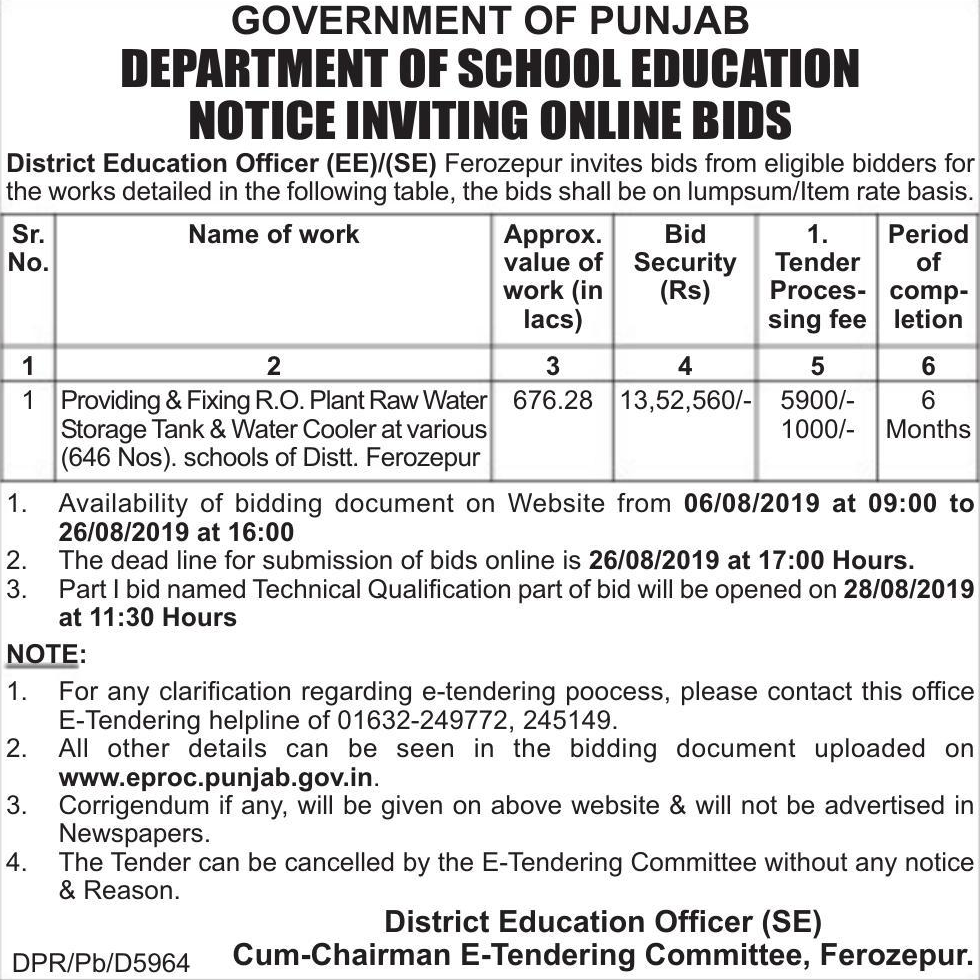 GOVERNMENT OF PUNJAB
DEPARTMENT OF SCHOOL EDUCATION
NOTICE INVITING ONLINE BIDS
District Education Officer (EE)/(SE) Ferozepur invites bids from eligible bidders for
the works detailed in the following table, the bids shall be on lumpsum/Item rate basis.
Sr. No. Name of work Approx. value of work (in lacs) Bid Security (Rs) 1. Tender Proces-sing fee Period of comp-letion
1 2 3 4 5 6
1 Providing & Fixing R.O. Plant Raw Water 676.28 13,52,560/- 5900/- 6
Storage Tank & Water Cooler at various 1000/- Months
(646 Nos). schools of Distt. Ferozepur
1. Availability of bidding document on Website from 06/08/2019 at 09:00 to
26/08/2019 at 16:00
2. The dead line for submission of bids online is 26/08/2019 at 17:00 Hours.
3. Part I bid named Technical Qualification part of bid will be opened on 28/08/2019
at 11:30 Hours
NOTE:
1. For any clarification regarding e-tendering poocess, please contact this office
E-Tendering helpline of 01632-249772, 245149.
2. All other details can be seen in the bidding document uploaded on
www.eproc.punjab.gov.in.
3. Corrigendum if any, will be given on above website & will not be advertised in
Newspapers.
4. The Tender can be cancelled by the E-Tendering Committee without any notice
& Reason.
District Education Officer (SE)
DPR/Pb/D5964 Cum-Chairman E-Tendering Committee, Ferozepur.